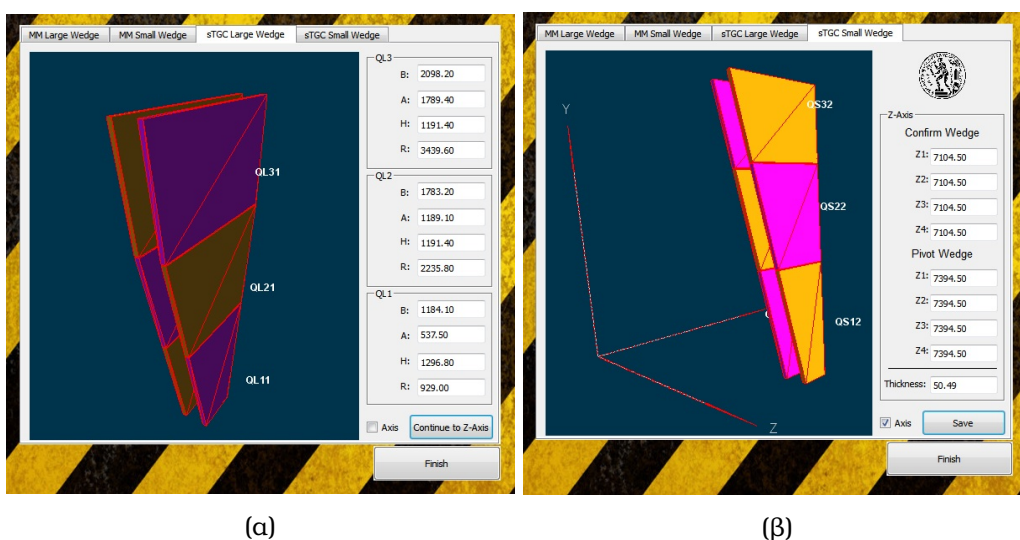 MM Large Wedge MM Small Wedge sTGC Large Wedge sTGC Small Wedge
QL31
QL21
QL11
QL3
B: 2098.20
A: 1789.40
H: 1191.40
R: 3439.60
QL2
B: 1783.20
A: 1189.10
H: 1191.40
R: 2235.80
QL1
B: 1184.10
A: 537.50
H: 1296.80
R: 929.00
Axis Continue to Z-Axis
Finish
(α)
MM Large Wedge MM Small Wedge sTGC Large Wedge sTGC Small Wedge
Y
QS32
QS22
QS12
Z
Z-Axis
Confirm Wedge
Z1: 7104.50
Z2: 7104.50
Z3: 7104.50
Z4: 7104.50
Pivot Wedge
Z1: 7394.50
Z2: 7394.50
Z3: 7394.50
Z4: 7394.50
Thickness: 50.49
Axis Save
Finish
(β)